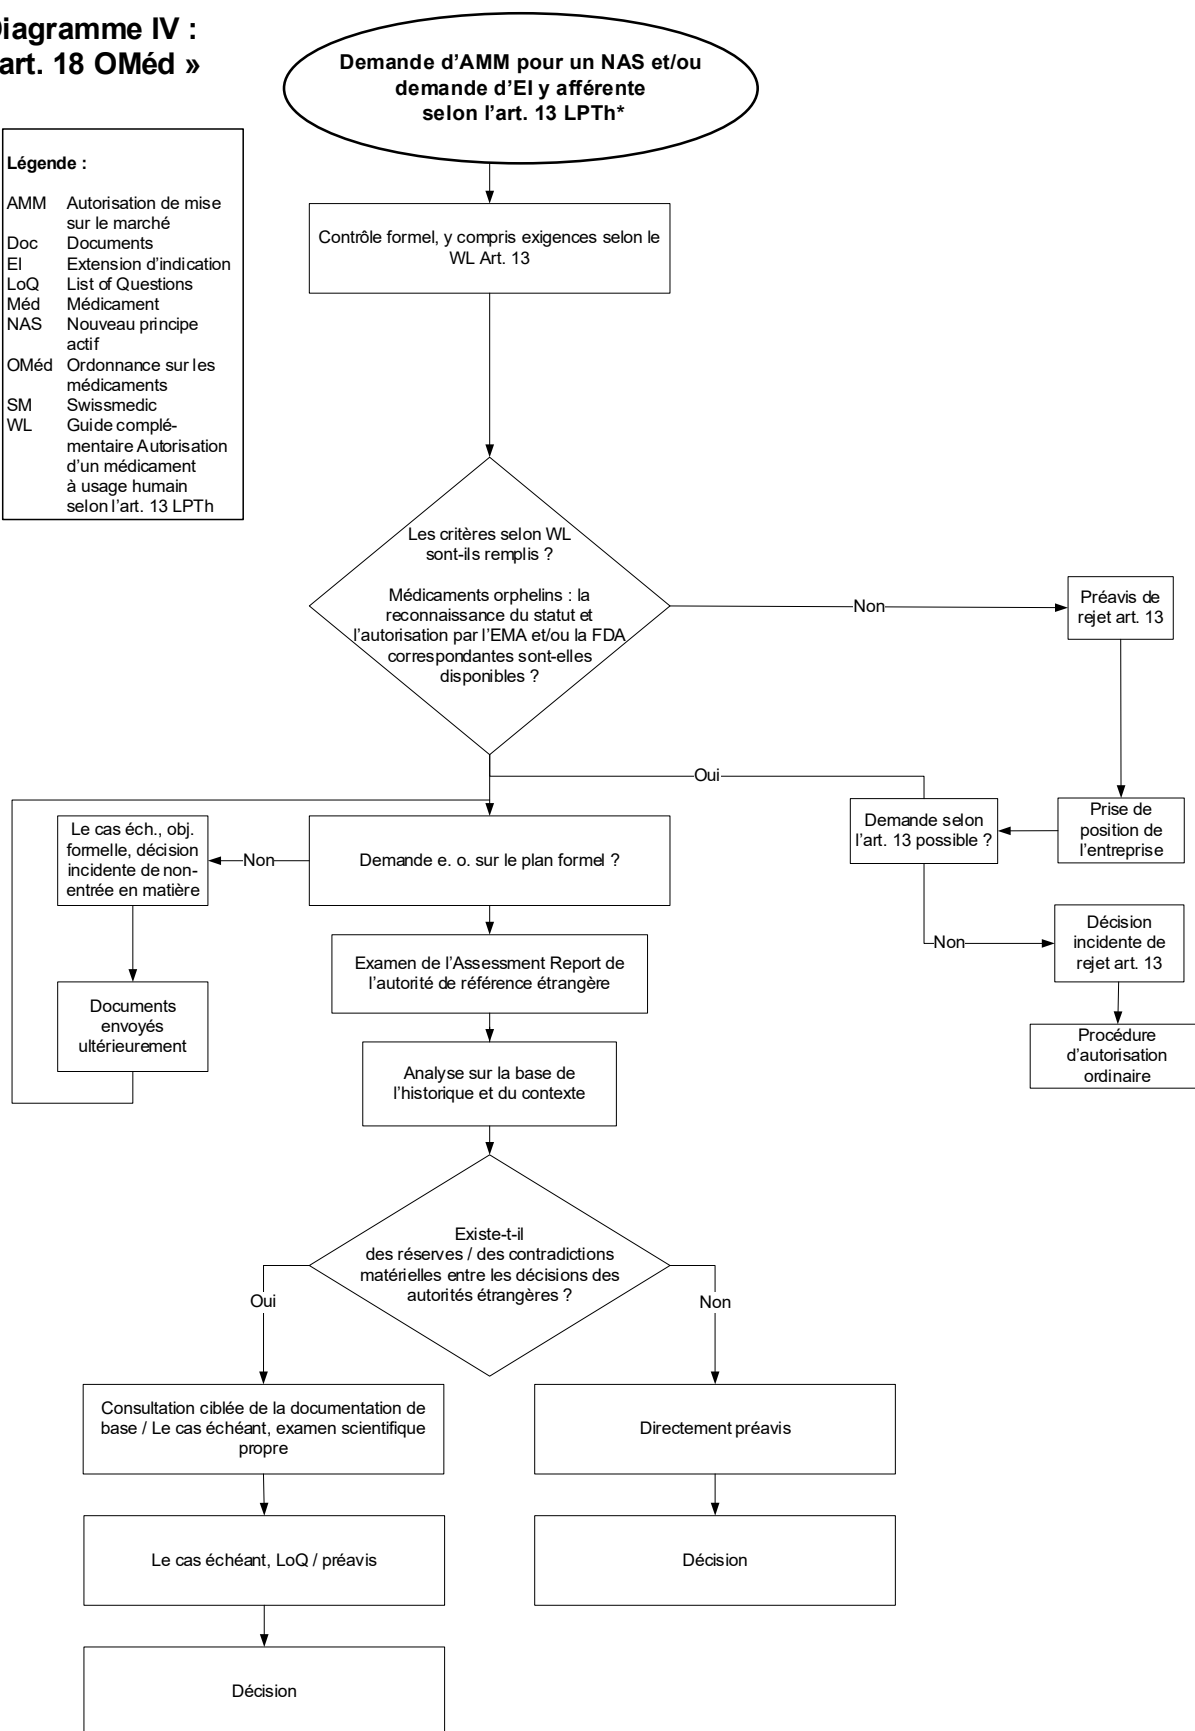 Diagramme IV :
art. 18 OMéd »
Demande d'AMM pour un NAS et/ou
demande d'EI y afférente
selon l'art. 13 LPTh*
Légende :
AMM Autorisation de mise
sur le marché
Doc Documents
EI Extension d'indication
LoQ List of Questions
Méd Médicament
NAS Nouveau principe
actif
OMéd Ordonnance sur les
médicaments
SM Swissmedic
WL Guide complé-
mentaire Autorisation
d'un médicament
à usage humain
selon l'art. 13 LPTh
Contrôle formel, y compris exigences selon le
WL Art. 13
Les critères selon WL
sont-ils remplis ?
Médicaments orphelins : la
reconnaissance du statut et
l'autorisation par l'EMA et/ou la FDA
correspondantes sont-elles
disponibles ?
Non
Préavis de
rejet art. 13
Oui
Prise de
position de
l'entreprise
Demande selon
l'art. 13 possible ?
Non
Décision
incidente de
rejet art. 13
Procédure
d'autorisation
ordinaire
Demande e. o. sur le plan formel ?
Non
Le cas éch., obj.
formelle, décision
incidente de non-
entrée en matière
Documents
envoyés
ultérieurement
Examen de l'Assessment Report de
l'autorité de référence étrangère
Analyse sur la base de
l'historique et du contexte
Existe-t-il
des réserves / des contradictions
matérielles entre les décisions des
autorités étrangères ?
Oui
Non
Consultation ciblée de la documentation de
base / Le cas échéant, examen scientifique
propre
Directement préavis
Le cas échéant, LoQ / préavis
Décision
Décision